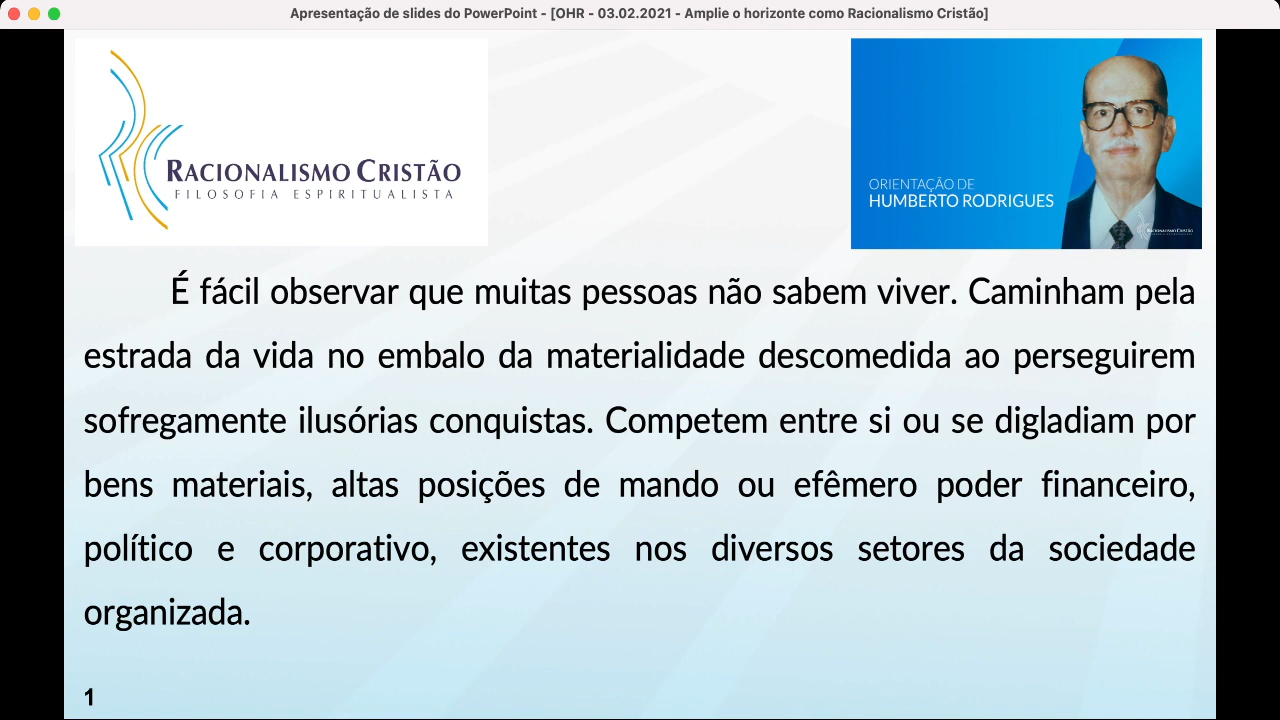 Apresentação de slides do PowerPoint - [OHR - 03.02.2021 - Amplie o horizonte como Racionalismo Cristão]
RACIONALISMO CRISTÃO
FILOSOFIA ESPIRITUALISTA
ORIENTAÇÃO DE
HUMBERTO RODRIGUES
RACIONALISMO CRISTÃO
É fácil observar que muitas pessoas não sabem viver. Caminham pela
estrada da vida no embalo da materialidade descomedida ao perseguirem
sofregamente ilusórias conquistas. Competem entre si ou se digladiam por
bens materiais, altas posições de mando ou efêmero poder financeiro,
político e corporativo, existentes nos diversos setores da sociedade
organizada.
1